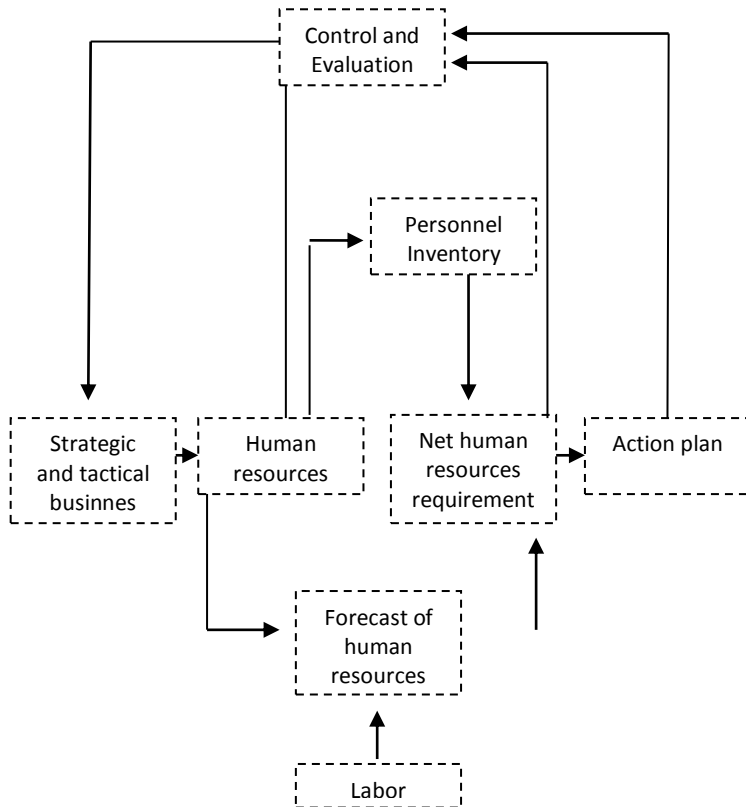 Control and
Evaluation
Personnel
Inventory
Strategic
and tactical
businnes
Human
resources
Net human
resources
requirement
Action plan
Forecast of
human
resources
Labor